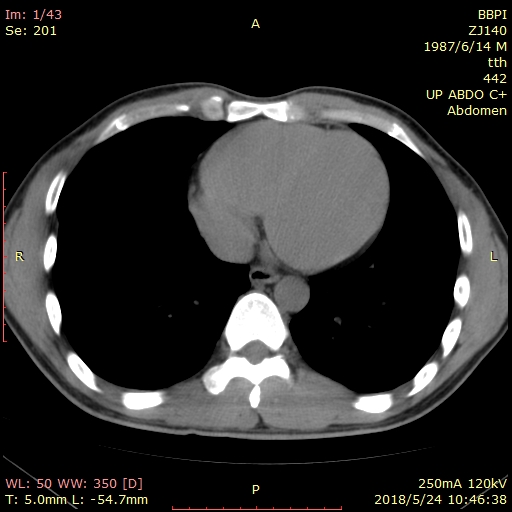 Im: 1/43
Se: 201
A
BBPI
ZJ140
1987/6/14 M
tth
442
UP ABDO C+
Abdomen
R
L
WL: 50 WW: 350 [D]
T: 5.0mm L: -54.7mm
P
250mA 120kV
2018/5/24 10:46:38